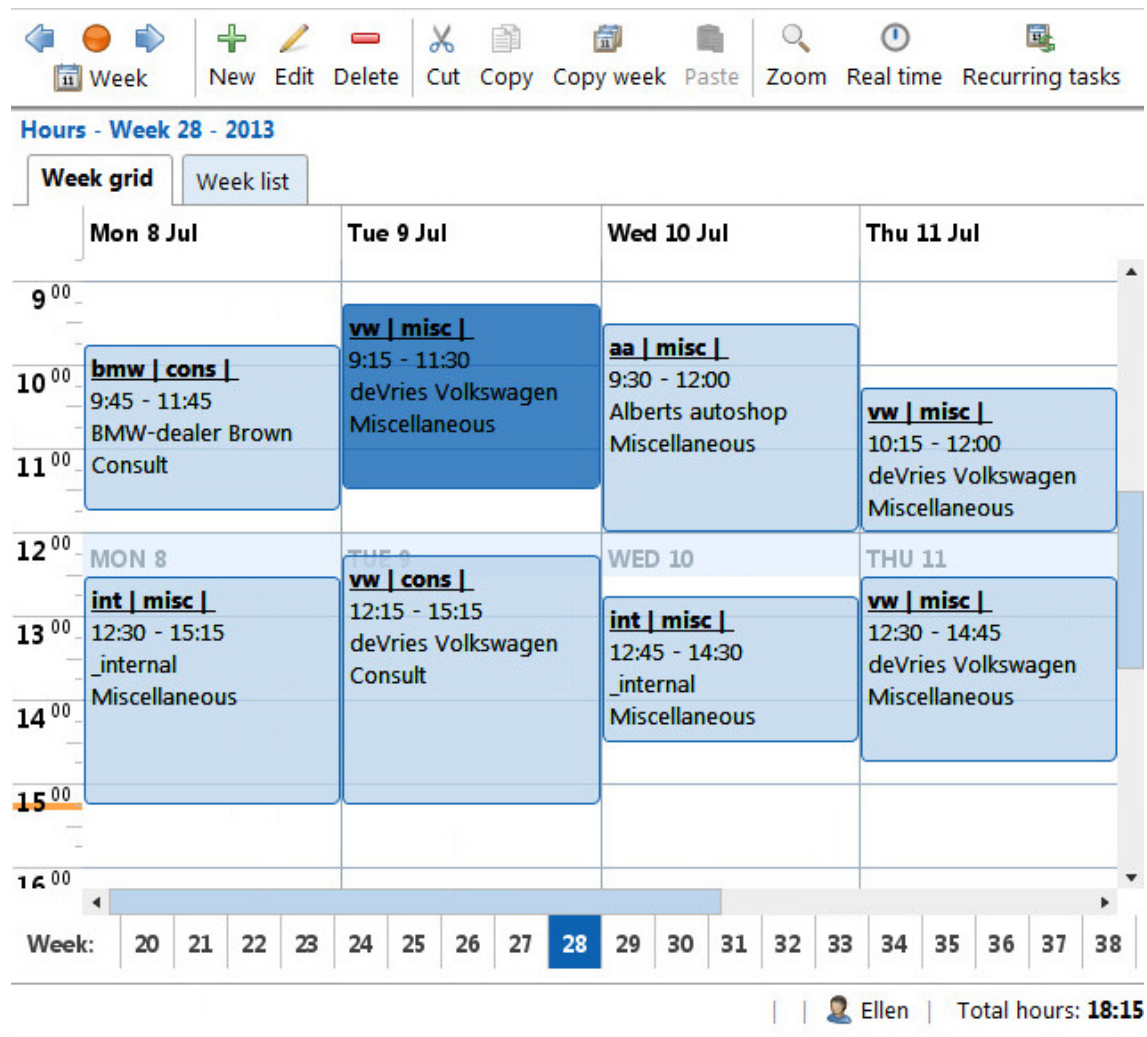 Week New Edit Delete Cut Copy Copy week Paste Zoom Real time Recurring tasks
Hours - Week 28 - 2013
Week grid Week list
Mon 8 Jul Tue 9 Jul Wed 10 Jul Thu 11 Jul
9 00
10 00
11 00
12 00
13 00
14 00
15 00
16 00
bmw | cons |
9:45 - 11:45
BMW-dealer Brown
Consult
MON 8
int | misc |
12:30 - 15:15
_internal
Miscellaneous
vw | misc |
9:15 - 11:30
deVries Volkswagen
Miscellaneous
TUE 9
vw | cons |
12:15 - 15:15
deVries Volkswagen
Consult
aa | misc |
9:30 - 12:00
Alberts autoshop
Miscellaneous
WED 10
int | misc |
12:45 - 14:30
_internal
Miscellaneous
vw | misc |
10:15 - 12:00
deVries Volkswagen
Miscellaneous
THU 11
vw | misc |
12:30 - 14:45
deVries Volkswagen
Miscellaneous
Week: 20 21 22 23 24 25 26 27 28 29 30 31 32 33 34 35 36 37 38
| | Ellen | Total hours: 18:15